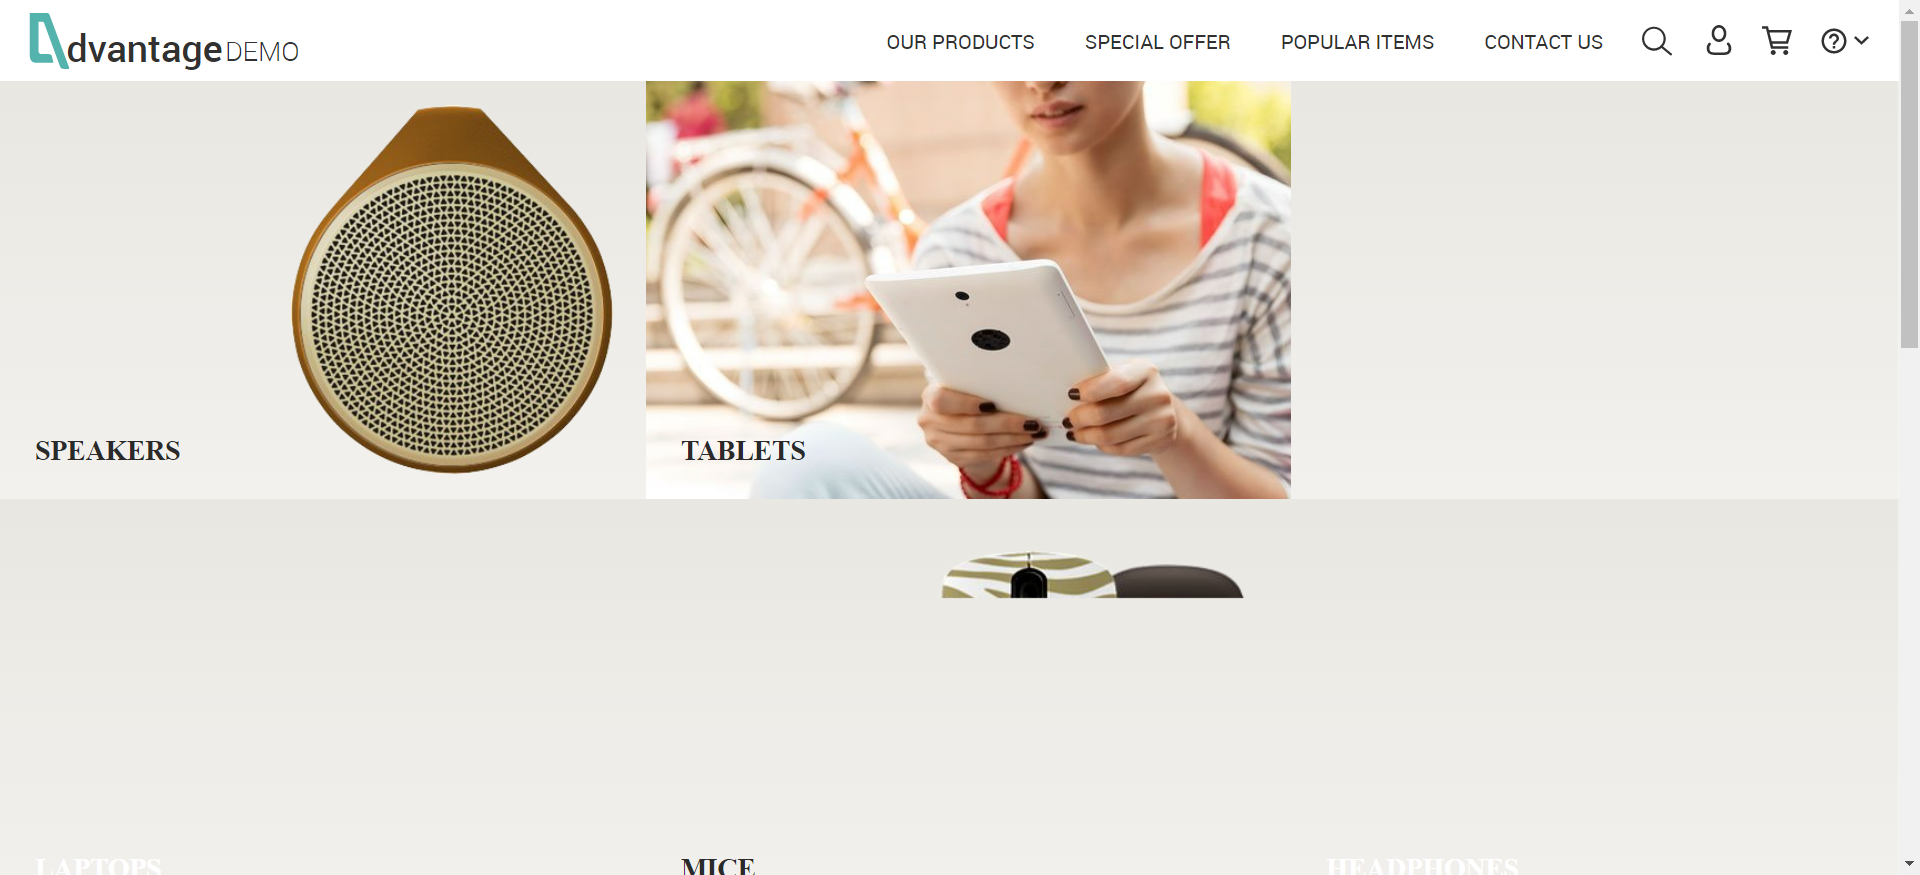 dvantage DEMO
OUR PRODUCTS SPECIAL OFFER POPULAR ITEMS CONTACT US
SPEAKERS TABLETS
LAPTOPS MICE HEADPHONES